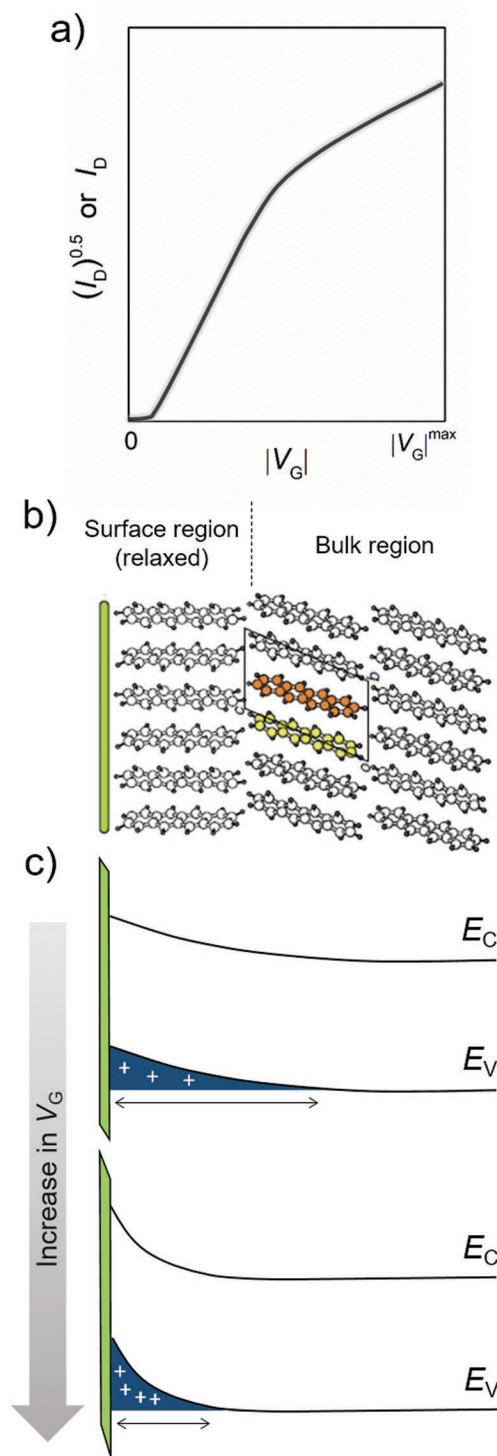 a)
(I_D)^0.5 or I_D
0
|V_G|
|V_G|^max
b)
Surface region
(relaxed)
Bulk region
c)
Increase in V_G
E_C
+ + +
E_V
E_C
+ + + +
E_V